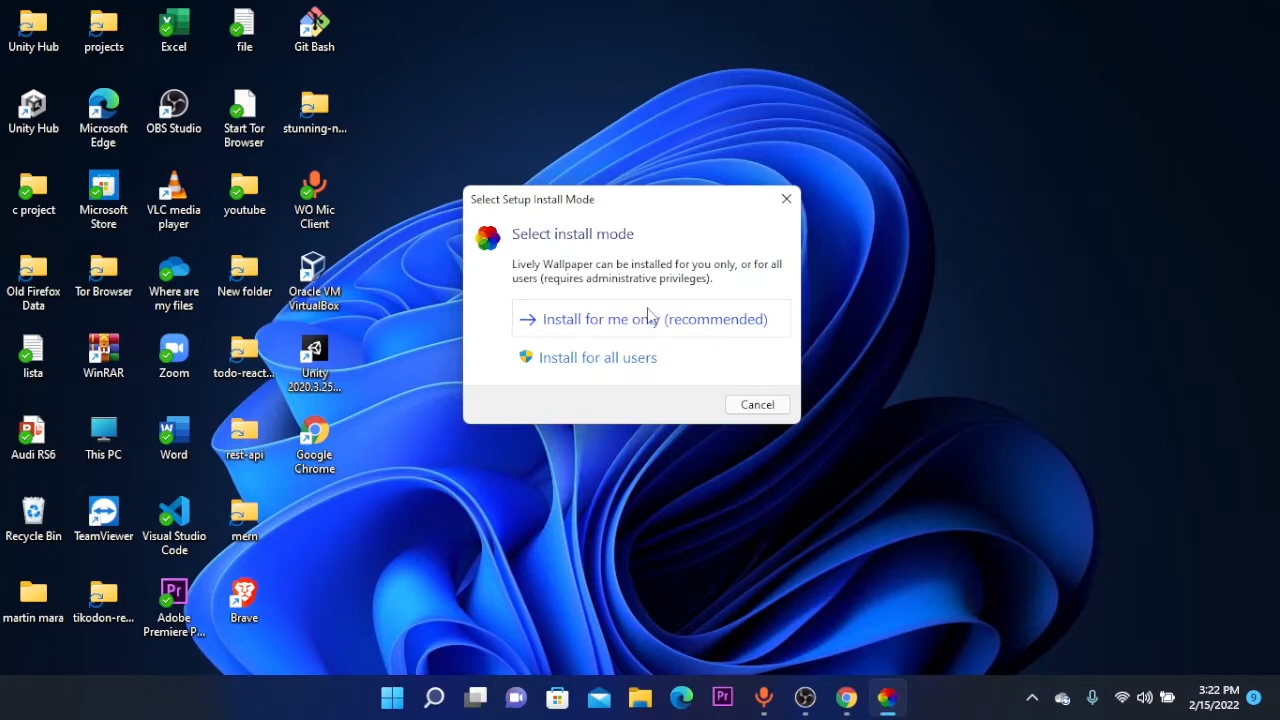 Unity Hub
projects
Excel
file
Git Bash
Unity Hub
Microsoft
Edge
OBS Studio
Start Tor
Browser
stunning-n...
c project
Microsoft
Store
VLC media
player
youtube
WO Mic
Client
Old Firefox
Data
Tor Browser
Where are
my files
New folder
Oracle VM
VirtualBox
lista
WinRAR
Zoom
todo-react...
Unity
2020.3.25...
Audi RS6
This PC
Word
rest-api
Google
Chrome
Recycle Bin
TeamViewer
Visual Studio
Code
mern
martin mara
tikodon-re...
Adobe
Premiere P...
Brave
Select Setup Install Mode
Select install mode
Lively Wallpaper can be installed for you only, or for all
users (requires administrative privileges).
Install for me only (recommended)
Install for all users
Cancel
3:22 PM
2/15/2022
9